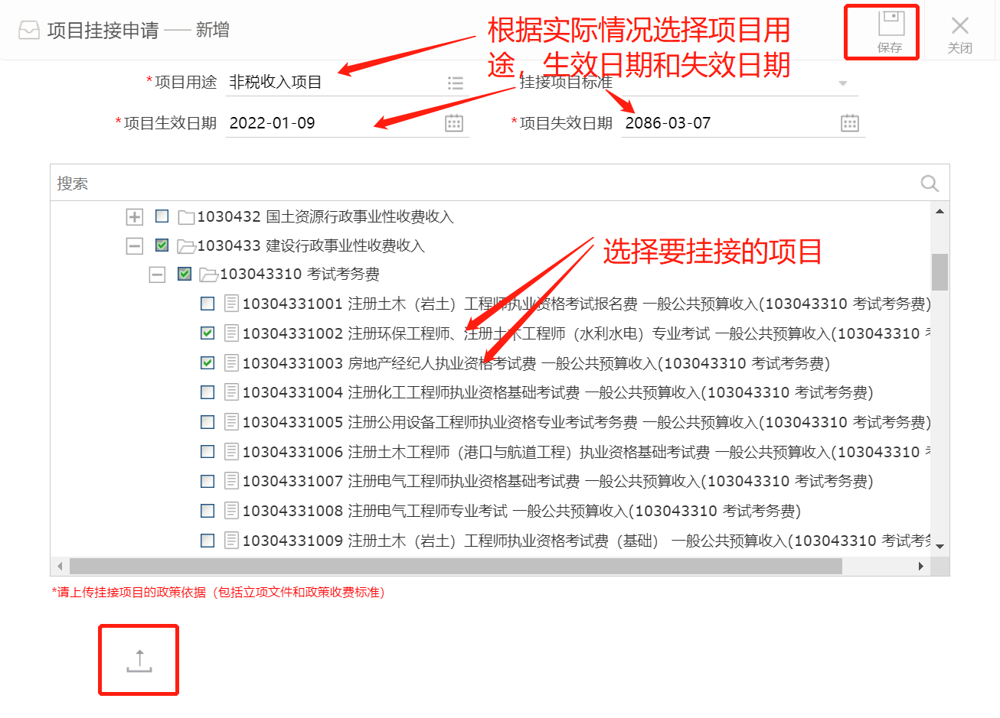 项目挂接申请 —— 新增
根据实际情况选择项目用
途，生效日期和失效日期
保存
关闭
*项目用途 非税收入项目
挂接项目标准
*项目生效日期 2022-01-09
*项目失效日期 2086-03-07
搜索
1030432 国土资源行政事业性收费收入
1030433 建设行政事业性收费收入
选择要挂接的项目
103043310 考试考务费
10304331001 注册土木（岩土）工程师执业资格考试报名费 一般公共预算收入(103043310 考试考务费)
10304331002 注册环保工程师、注册土木工程师（水利水电）专业考试 一般公共预算收入(103043310
10304331003 房地产经纪人执业资格考试费 一般公共预算收入(103043310 考试考务费)
10304331004 注册化工工程师执业资格基础考试费 一般公共预算收入(103043310 考试考务费)
10304331005 注册公用设备工程师执业资格专业考试考务费 一般公共预算收入(103043310 考试考务费)
10304331006 注册土木工程师（港口与航道工程）执业资格基础考试费 一般公共预算收入(103043310
10304331007 注册电气工程师执业资格基础考试费 一般公共预算收入(103043310 考试考务费)
10304331008 注册电气工程师专业考试 一般公共预算收入(103043310 考试考务费)
10304331009 注册土木（岩土）工程师执业资格考试费（基础） 一般公共预算收入(103043310 考试考务
*请上传挂接项目的政策依据（包括立项文件和政策收费标准）